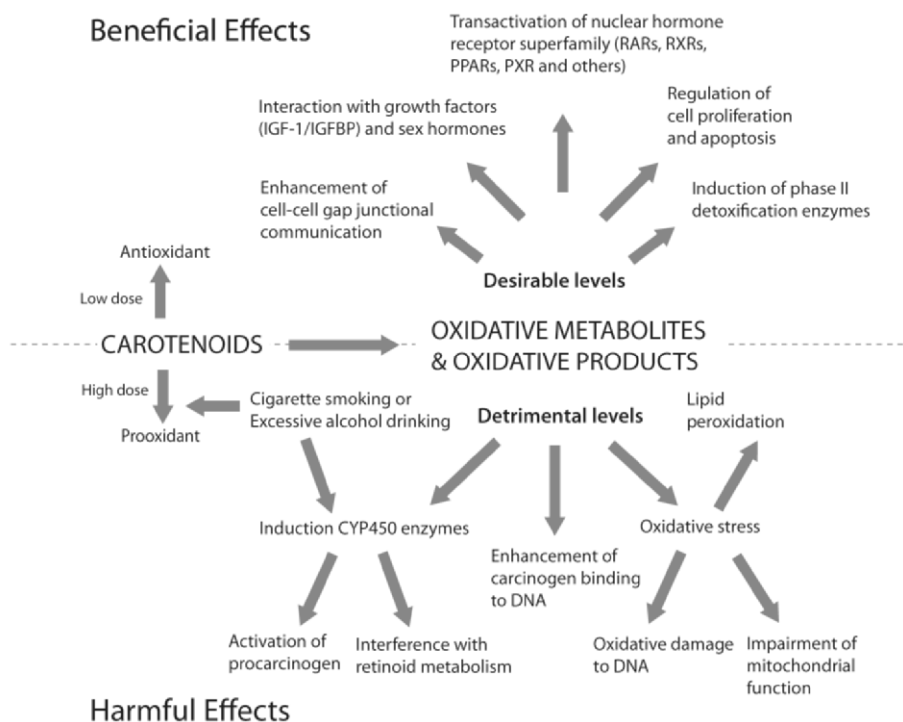 Beneficial Effects
Transactivation of nuclear hormone
receptor superfamily (RARs, RXRs,
PPARs, PXR and others)
Interaction with growth factors
(IGF-1/IGFBP) and sex hormones
Regulation of
cell proliferation
and apoptosis
Enhancement of
cell-cell gap junctional
communication
Induction of phase II
detoxification enzymes
Antioxidant
Low dose
Desirable levels
CAROTENOIDS
OXIDATIVE METABOLITES
& OXIDATIVE PRODUCTS
High dose
Prooxidant
Cigarette smoking or
Excessive alcohol drinking
Detrimental levels
Lipid
peroxidation
Induction CYP450 enzymes
Oxidative stress
Enhancement of
carcinogen binding
to DNA
Activation of
procarcinogen
Interference with
retinoid metabolism
Oxidative damage
to DNA
Impairment of
mitochondrial
function
Harmful Effects